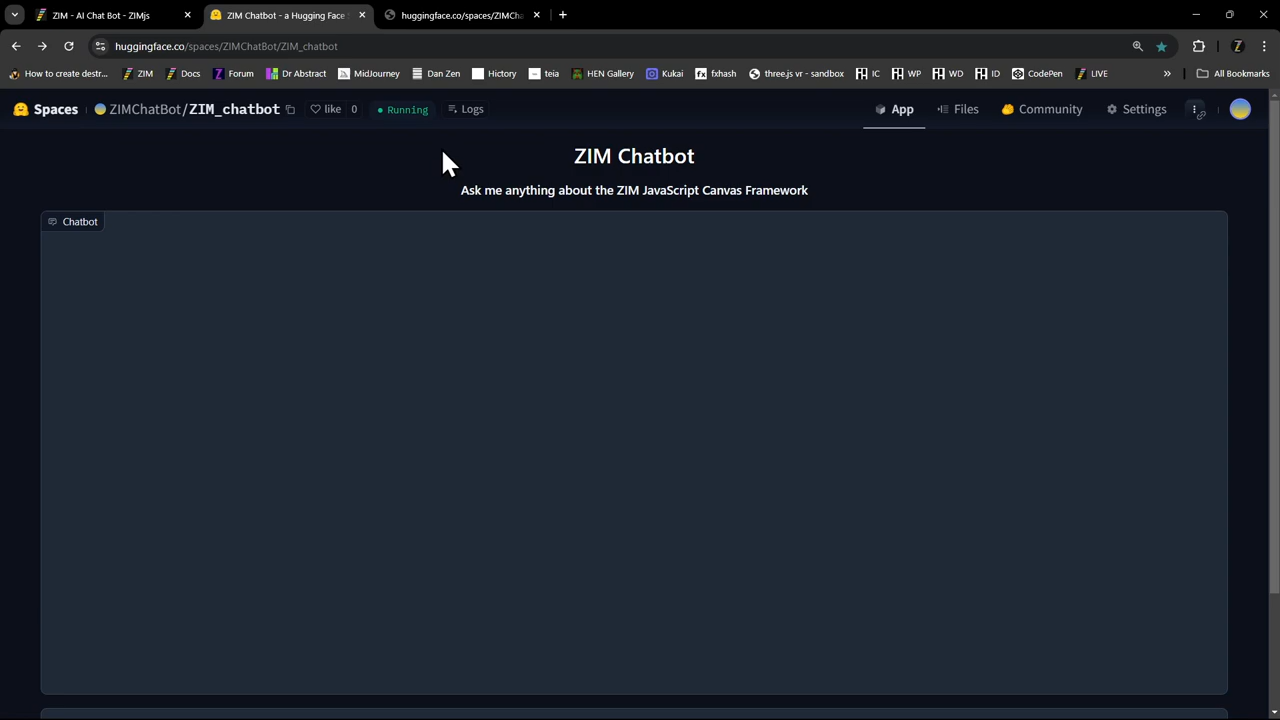 ZIM - AI Chat Bot - ZIMjs
ZIM Chatbot - a Hugging Face
huggingface.co/spaces/ZIMCha
huggingface.co/spaces/ZIMChatBot/ZIM_chatbot
How to create destr...
ZIM
Docs
Forum
Dr Abstract
MidJourney
Dan Zen
Hictory
teia
HEN Gallery
Kukai
fxhash
three.js vr - sandbox
IC
WP
WD
ID
CodePen
LIVE
All Bookmarks
Spaces
ZIMChatBot/ZIM_chatbot
like 0
Running
Logs
App
Files
Community
Settings
ZIM Chatbot
Ask me anything about the ZIM JavaScript Canvas Framework
Chatbot